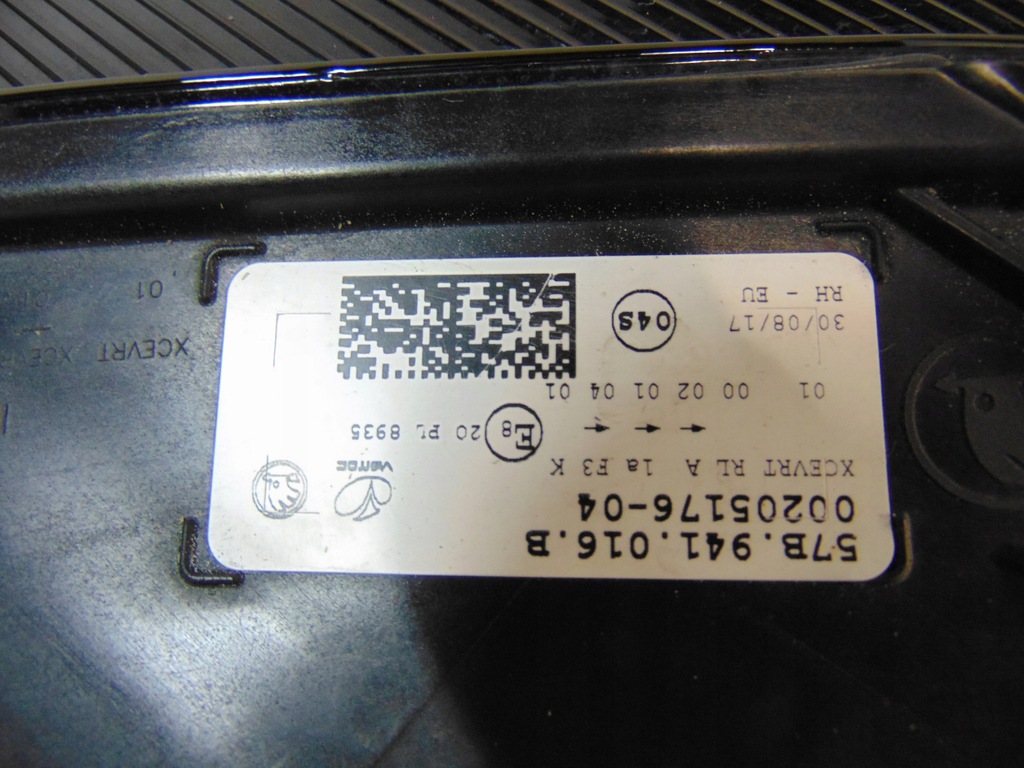 57B.941.016.B
00205176-04
XCEVRT RL A 1a F3 K
← ← ← E8 20 PL 8935
01 00 02 01 04 01
30/08/17 04S
RH - EU
XCEVRT
01